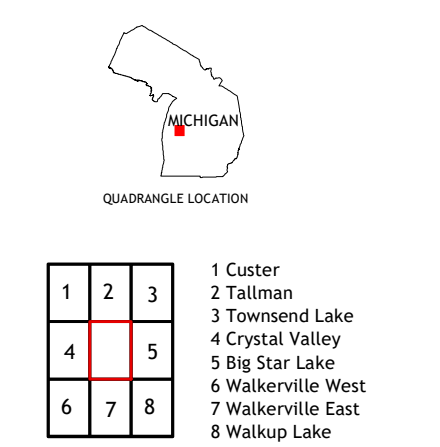 MICHIGAN
QUADRANGLE LOCATION
1 2 3
4 5
6 7 8
1 Custer
2 Tallman
3 Townsend Lake
4 Crystal Valley
5 Big Star Lake
6 Walkerville West
7 Walkerville East
8 Walkup Lake